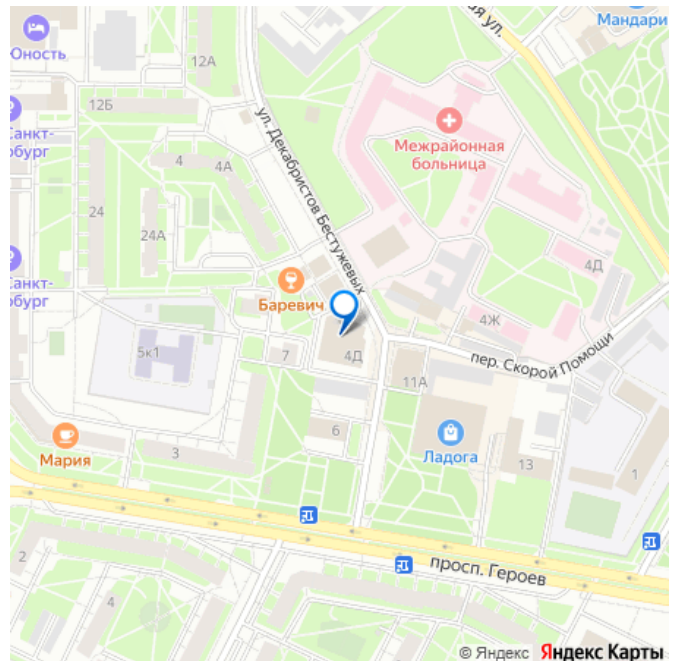 ая ул.
Мандари
Юность
12А
12Б
Санкт-
бург
ул. Декабристов Бестужевых
Межрайонная
больница
4
4А
24
24А
4Д
Санкт-
бург
Баревич
4Ж
пер. Скорой Помощи
5к1
7
4Д
11А
Мария
3
6
Ладога
13
1
просп. Героев
2
4
© Яндекс Яндекс Карты